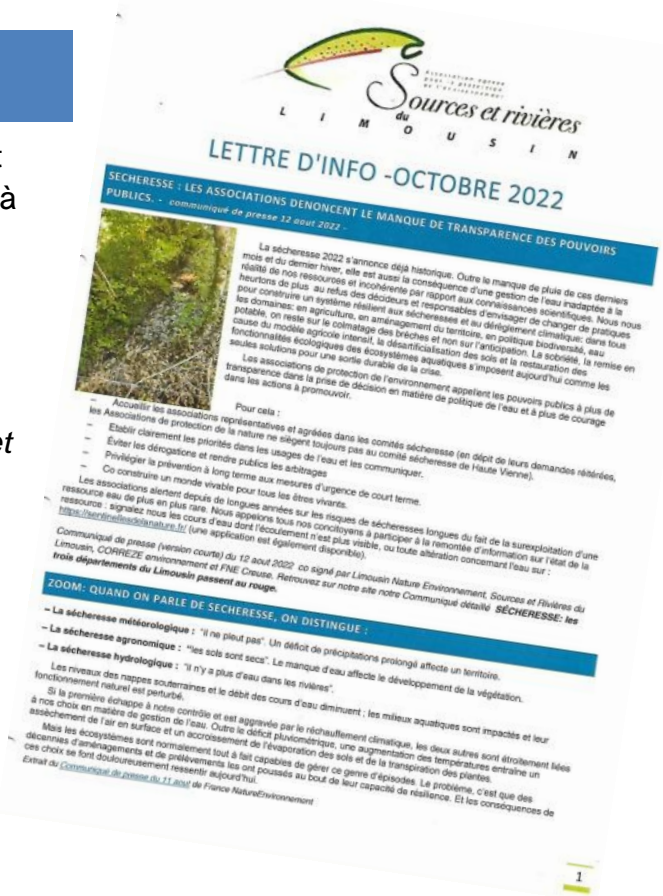 t
à
et
Association agréée
pour la protection
de l'environnement
Sources et rivières
du
LIMOUSIN
LETTRE D'INFO -OCTOBRE 2022
SECHERESSE : LES ASSOCIATIONS DENONCENT LE MANQUE DE TRANSPARENCE DES POUVOIRS
PUBLICS. - communiqué de presse 12 aout 2022 -
La sécheresse 2022 s'annonce déjà historique. Outre le manque de pluie de ces derniers
mois et du dernier hiver, elle est aussi la conséquence d'une gestion de l'eau inadaptée à la
réalité de nos ressources et incohérente par rapport aux connaissances scientifiques. Nous nous
heurtons de plus au refus des décideurs et responsables d'envisager de changer de pratiques
pour construire un système résilient aux sécheresses et au dérèglement climatique: dans tous
les domaines: en agriculture, en aménagement du territoire, en politique biodiversité, eau
potable, on reste sur le colmatage des brèches et non sur l'anticipation. La sobriété, la remise en
cause du modèle agricole intensif, la désartificialisation des sols et la restauration des
fonctionnalités écologiques des écosystèmes aquatiques s'imposent aujourd'hui comme les
seules solutions pour une sortie durable de la crise.
Les associations de protection de l'environnement appellent les pouvoirs publics à plus de
transparence dans la prise de décision en matière de politique de l'eau et à plus de courage
dans les actions à promouvoir.
Pour cela :
– Accueillir les associations représentatives et agréées dans les comités sécheresse (en dépit de leurs demandes réitérées,
les Associations de protection de la nature ne siègent toujours pas au comité sécheresse de Haute Vienne).
– Etablir clairement les priorités dans les usages de l'eau et les communiquer.
– Éviter les dérogations et rendre publics les arbitrages
– Privilégier la prévention à long terme aux mesures d'urgence de court terme.
– Co construire un monde vivable pour tous les êtres vivants.
Les associations alertent depuis de longues années sur les risques de sécheresses longues du fait de la surexploitation d'une
ressource eau de plus en plus rare. Nous appelons tous nos concitoyens à participer à la remontée d'information sur l'état de la
ressource : signalez nous les cours d'eau dont l'écoulement n'est plus visible, ou toute altération concernant l'eau sur :
https://sentinellesdelanature.fr/ (une application est également disponible).
Communiqué de presse (version courte) du 12 aout 2022 co signé par Limousin Nature Environnement, Sources et Rivières du
Limousin, CORREZE environnement et FNE Creuse. Retrouvez sur notre site notre Communiqué détaillé SÉCHERESSE: les
trois départements du Limousin passent au rouge.
ZOOM: QUAND ON PARLE DE SECHERESSE, ON DISTINGUE :
– La sécheresse météorologique : "il ne pleut pas". Un déficit de précipitations prolongé affecte un territoire.
– La sécheresse agronomique : "les sols sont secs". Le manque d'eau affecte le développement de la végétation.
– La sécheresse hydrologique : "il n'y a plus d'eau dans les rivières".
Les niveaux des nappes souterraines et le débit des cours d'eau diminuent ; les milieux aquatiques sont impactés et leur
fonctionnement naturel est perturbé.
Si la première échappe à notre contrôle et est aggravée par le réchauffement climatique, les deux autres sont étroitement liées
à nos choix en matière de gestion de l'eau. Outre le déficit pluviométrique, une augmentation des températures entraîne un
assèchement de l'air en surface et un accroissement de l'évaporation des sols et de la transpiration des plantes.
Mais les écosystèmes sont normalement tout à fait capables de gérer ce genre d'épisodes. Le problème, c'est que des
décennies d'aménagements et de prélèvements les ont poussés au bout de leur capacité de résilience. Et les conséquences de
ces choix se font douloureusement ressentir aujourd'hui.
Extrait du Communiqué de presse du 11 aout de France NatureEnvironnement
1